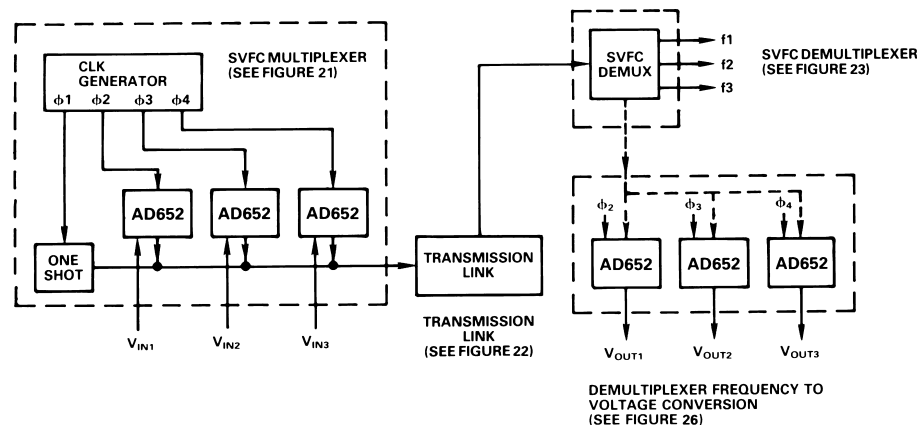 SVFC MULTIPLEXER
(SEE FIGURE 21)
CLK
GENERATOR
ϕ1 ϕ2 ϕ3 ϕ4
AD652 AD652 AD652
ONE
SHOT
VIN1 VIN2 VIN3
TRANSMISSION
LINK
TRANSMISSION
LINK
(SEE FIGURE 22)
SVFC
DEMUX
f1
f2
f3
SVFC DEMULTIPLEXER
(SEE FIGURE 23)
ϕ2 ϕ3 ϕ4
AD652 AD652 AD652
VOUT1 VOUT2 VOUT3
DEMULTIPLEXER FREQUENCY TO
VOLTAGE CONVERSION
(SEE FIGURE 26)